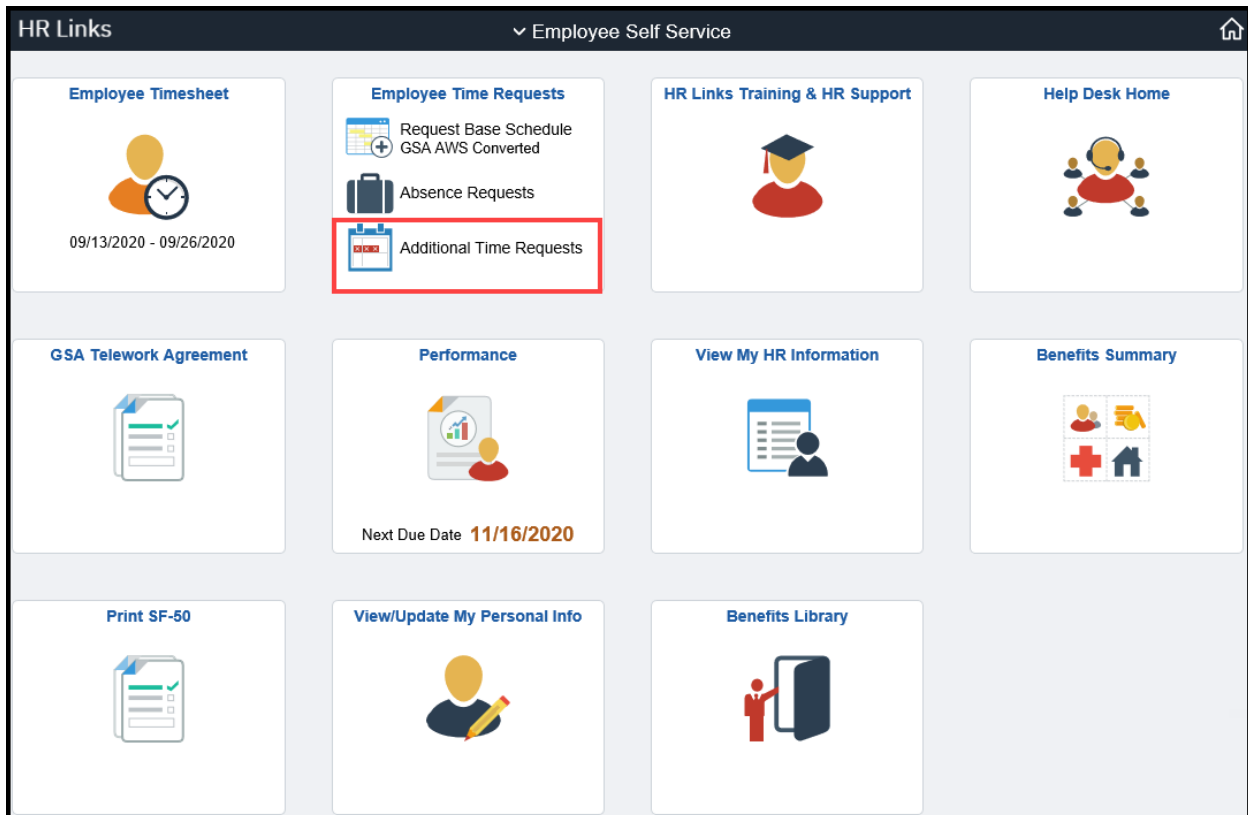 HR Links
Employee Self Service
Employee Timesheet
09/13/2020 - 09/26/2020
Employee Time Requests
Request Base Schedule
GSA AWS Converted
Absence Requests
Additional Time Requests
HR Links Training & HR Support
Help Desk Home
GSA Telework Agreement
Performance
Next Due Date 11/16/2020
View My HR Information
Benefits Summary
Print SF-50
View/Update My Personal Info
Benefits Library